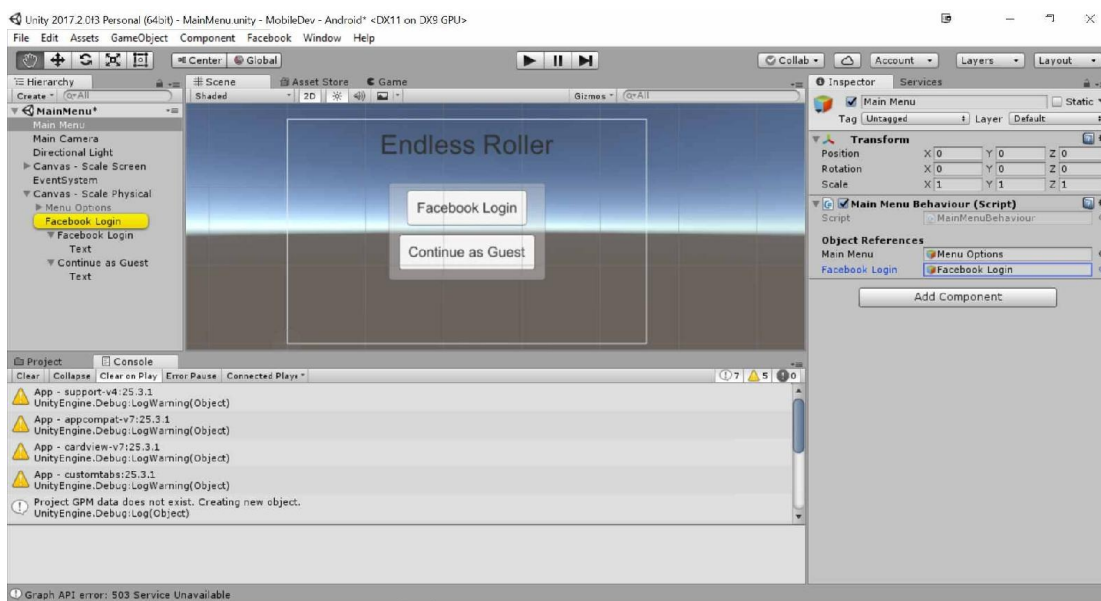 Unity 2017.2.0f3 Personal (64bit) - MainMenu.unity - MobileDev - Android* <DX11 on DX9 GPU>
File Edit Assets GameObject Component Facebook Window Help
Center Global Collab Account Layers Layout
Hierarchy
Create All
MainMenu*
Main Menu
Main Camera
Directional Light
Canvas - Scale Screen
EventSystem
Canvas - Scale Physical
Menu Options
Facebook Login
Facebook Login
Text
Continue as Guest
Text
Scene Asset Store Game
Shaded 2D Gizmos All
Endless Roller
Facebook Login
Continue as Guest
Inspector Services
Main Menu Static
Tag Untagged Layer Default
Transform
Position X 0 Y 0 Z 0
Rotation X 0 Y 0 Z 0
Scale X 1 Y 1 Z 1
Main Menu Behaviour (Script)
Script MainMenuBehaviour
Object References
Main Menu Menu Options
Facebook Login Facebook Login
Add Component
Project Console
Clear Collapse Clear on Play Error Pause Connected Playe 7 5 0
App - support-v4:25.3.1
UnityEngine.Debug:LogWarning(Object)
App - appcompat-v7:25.3.1
UnityEngine.Debug:LogWarning(Object)
App - cardview-v7:25.3.1
UnityEngine.Debug:LogWarning(Object)
App - customtabs:25.3.1
UnityEngine.Debug:LogWarning(Object)
Project GPM data does not exist. Creating new object.
UnityEngine.Debug:Log(Object)
Graph API error: 503 Service Unavailable